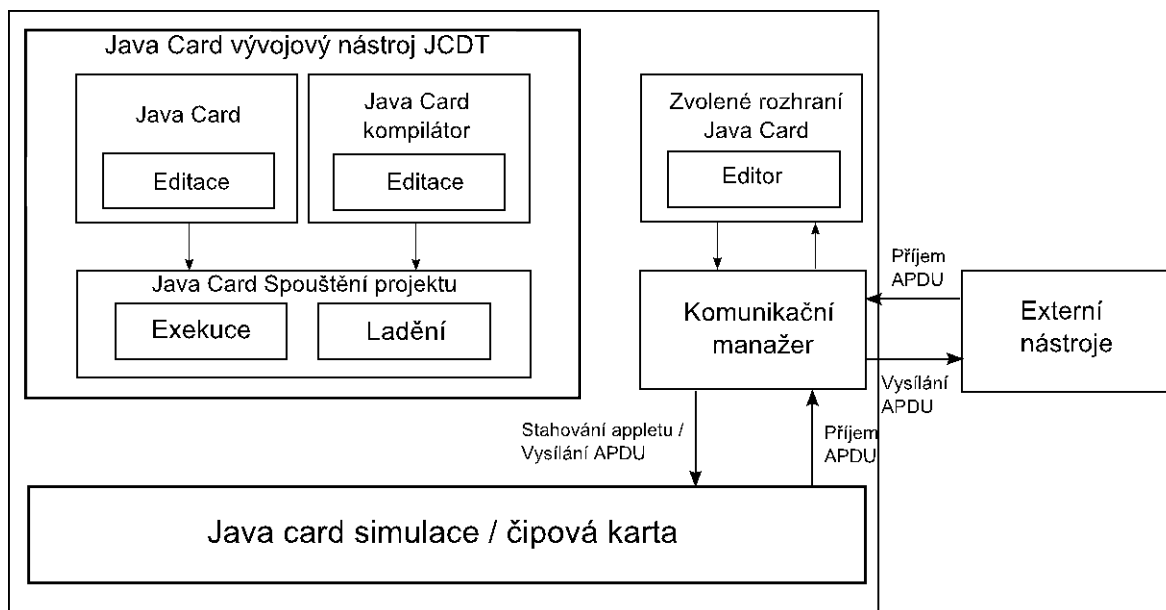 Java Card vývojový nástroj JCDT
Java Card
Editace
Java Card
kompilátor
Editace
Java Card Spouštění projektu
Exekuce
Ladění
Zvolené rozhraní
Java Card
Editor
Komunikační
manažer
Příjem
APDU
Vysílání
APDU
Externí
nástroje
Stahování appletu /
Vysílání APDU
Příjem
APDU
Java card simulace / čipová karta